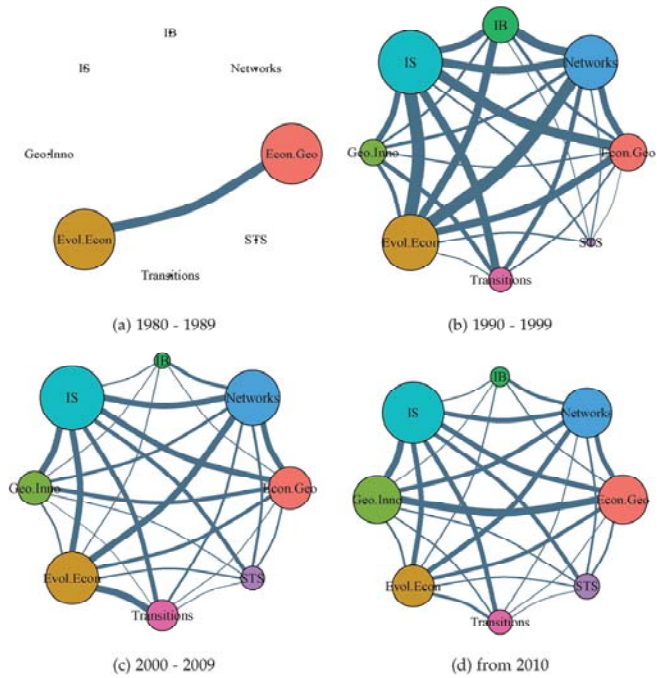 IB
IS
Networks
Geo.Inno
Econ.Geo
Evol.Econ
STS
Transitions
(a) 1980 - 1989
IB
IS
Networks
Geo.Inno
Econ.Geo
Evol.Econ
STS
Transitions
(b) 1990 - 1999
IB
IS
Networks
Geo.Inno
Econ.Geo
Evol.Econ
STS
Transitions
(c) 2000 - 2009
IB
IS
Networks
Geo.Inno
Econ.Geo
Evol.Econ
STS
Transitions
(d) from 2010